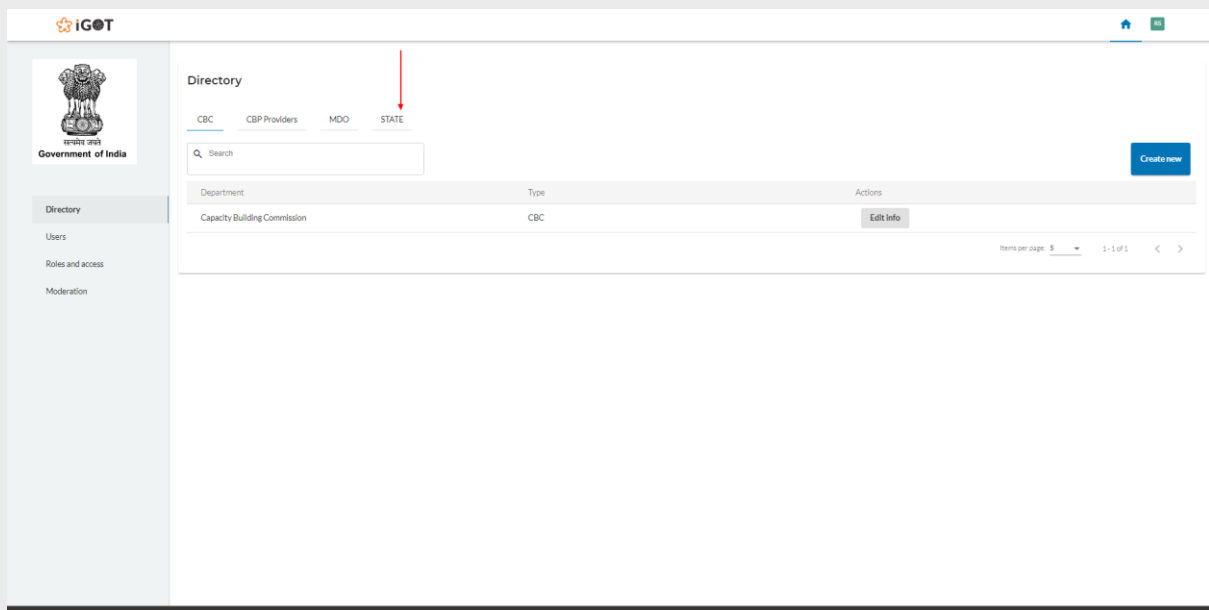 iGOT
RS
सत्यमेव जयते
Government of India
Directory
Users
Roles and access
Moderation
Directory
CBC CBP Providers MDO STATE
Search
Create new
Department Type Actions
Capacity Building Commission CBC Edit info
Items per page: 5 1 - 1 of 1